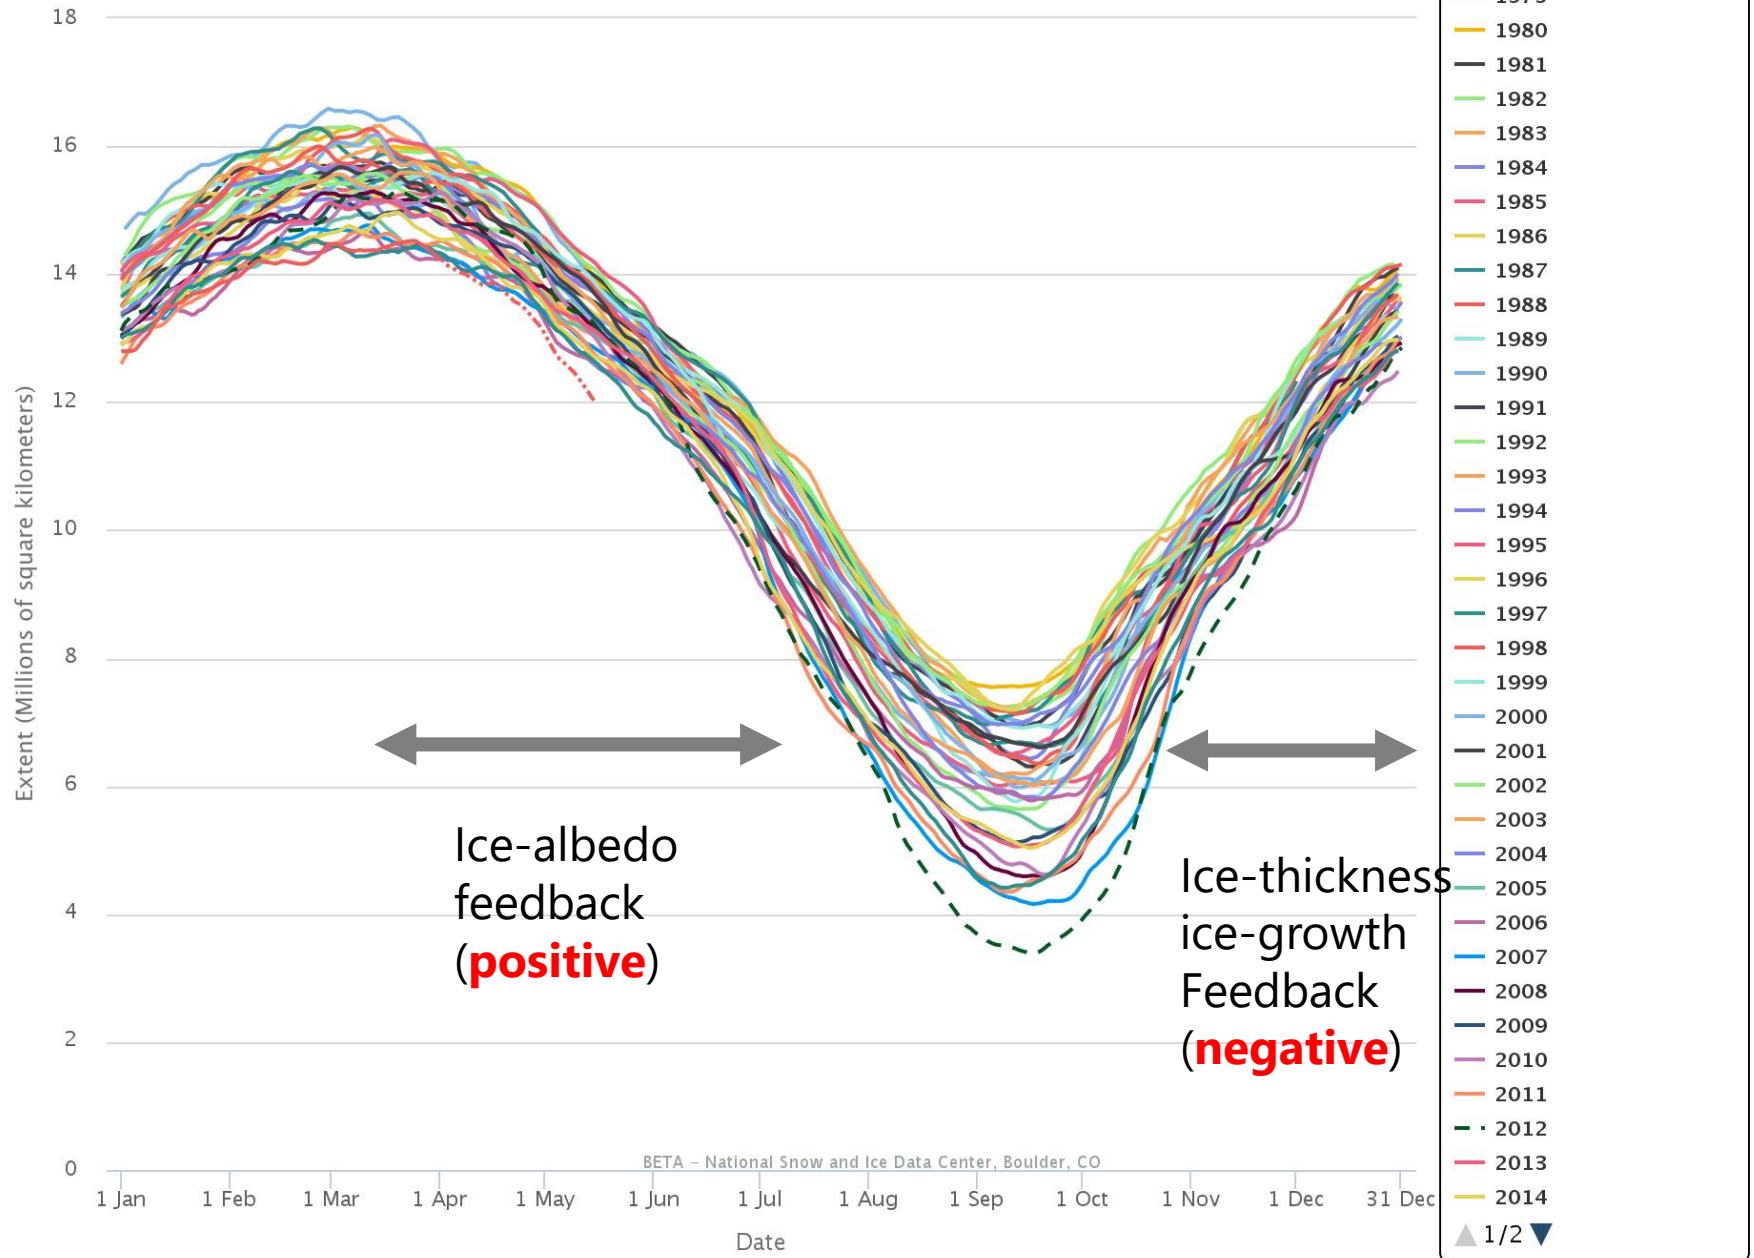 18
16
14
12
10
8
6
4
2
0
Extent (Millions of square kilometers)
Ice-albedo
feedback
(positive)
Ice-thickness
ice-growth
Feedback
(negative)
BETA – National Snow and Ice Data Center, Boulder, CO
1 Jan
1 Feb
1 Mar
1 Apr
1 May
1 Jun
1 Jul
1 Aug
1 Sep
1 Oct
1 Nov
1 Dec
31 Dec
Date
1979
1980
1981
1982
1983
1984
1985
1986
1987
1988
1989
1990
1991
1992
1993
1994
1995
1996
1997
1998
1999
2000
2001
2002
2003
2004
2005
2006
2007
2008
2009
2010
2011
2012
2013
2014
1/2